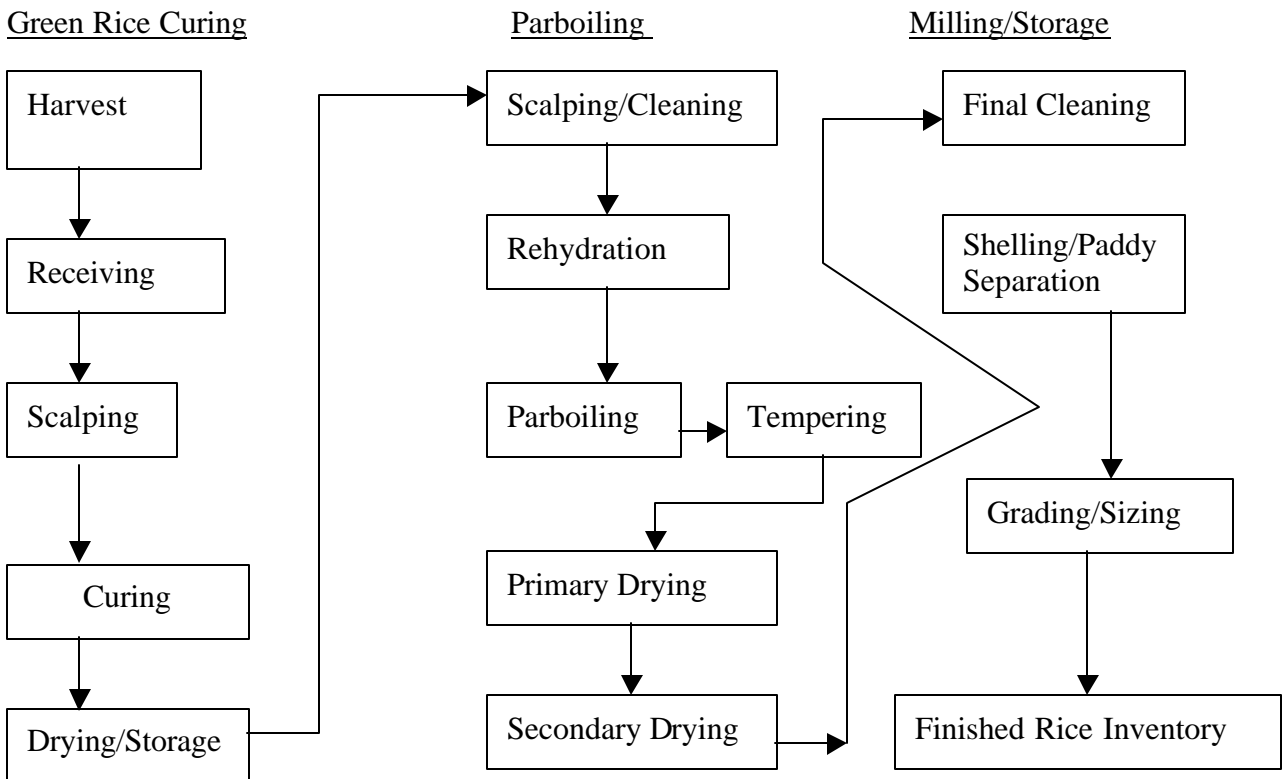 Green Rice Curing
Harvest
Receiving
Scalping
Curing
Drying/Storage
Parboiling
Scalping/Cleaning
Rehydration
Parboiling
Tempering
Primary Drying
Secondary Drying
Milling/Storage
Final Cleaning
Shelling/Paddy
Separation
Grading/Sizing
Finished Rice Inventory